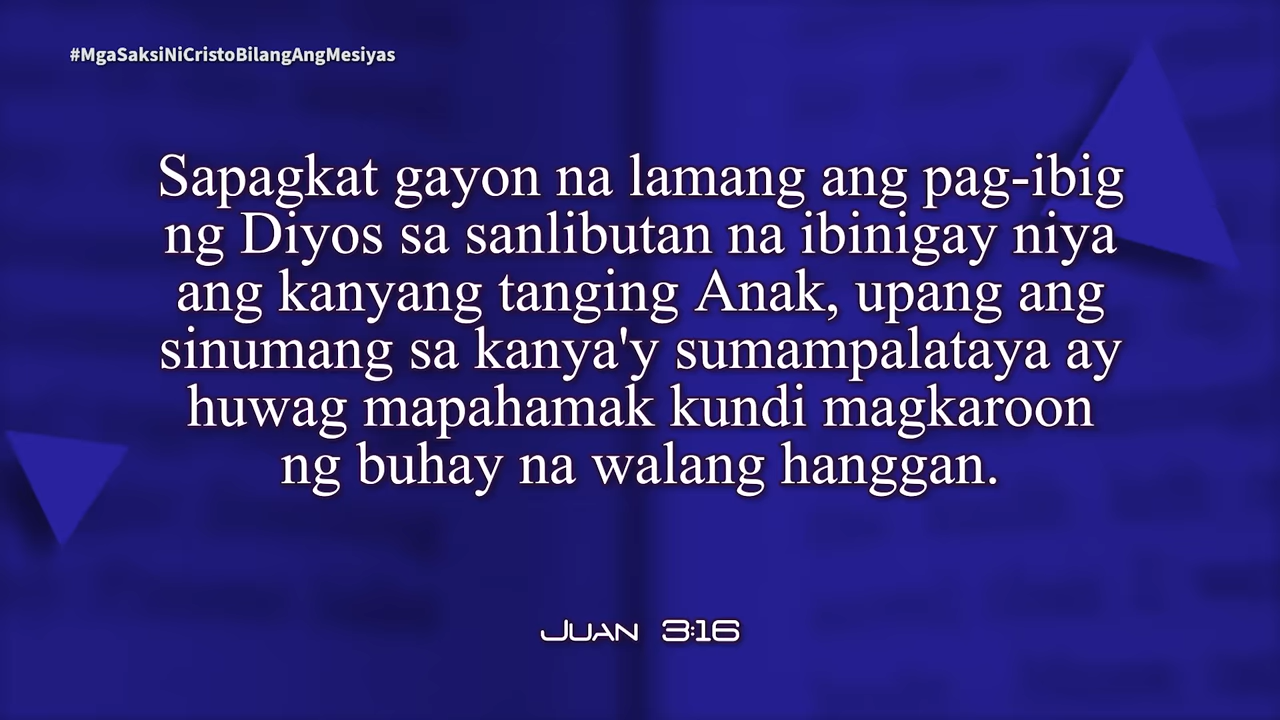 #MgaSaksiNiCristoBilangAngMesiyas
Sapagkat gayon na lamang ang pag-ibig
ng Diyos sa sanlibutan na ibinigay niya
ang kanyang tanging Anak, upang ang
sinumang sa kanya'y sumampalataya ay
huwag mapahamak kundi magkaroon
ng buhay na walang hanggan.
Juan 3:16